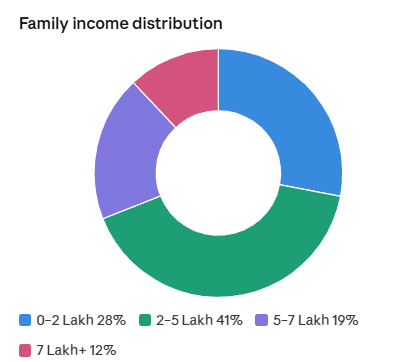 Family income distribution
0–2 Lakh 28% 2–5 Lakh 41% 5–7 Lakh 19%
7 Lakh+ 12%